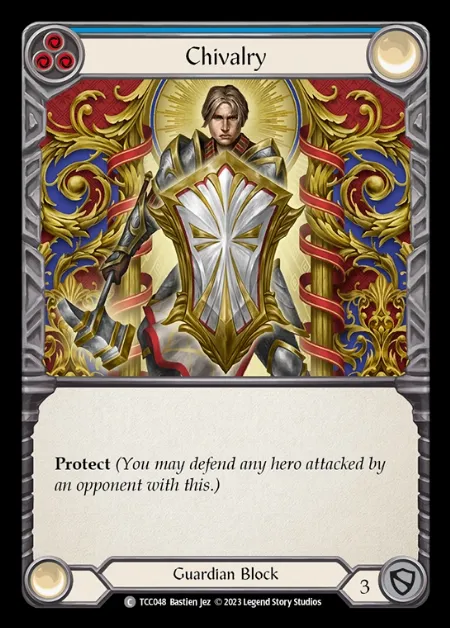 Chivalry
Protect (You may defend any hero attacked by
an opponent with this.)
Guardian Block
3
C TCC048 Bastien Jez © 2023 Legend Story Studios